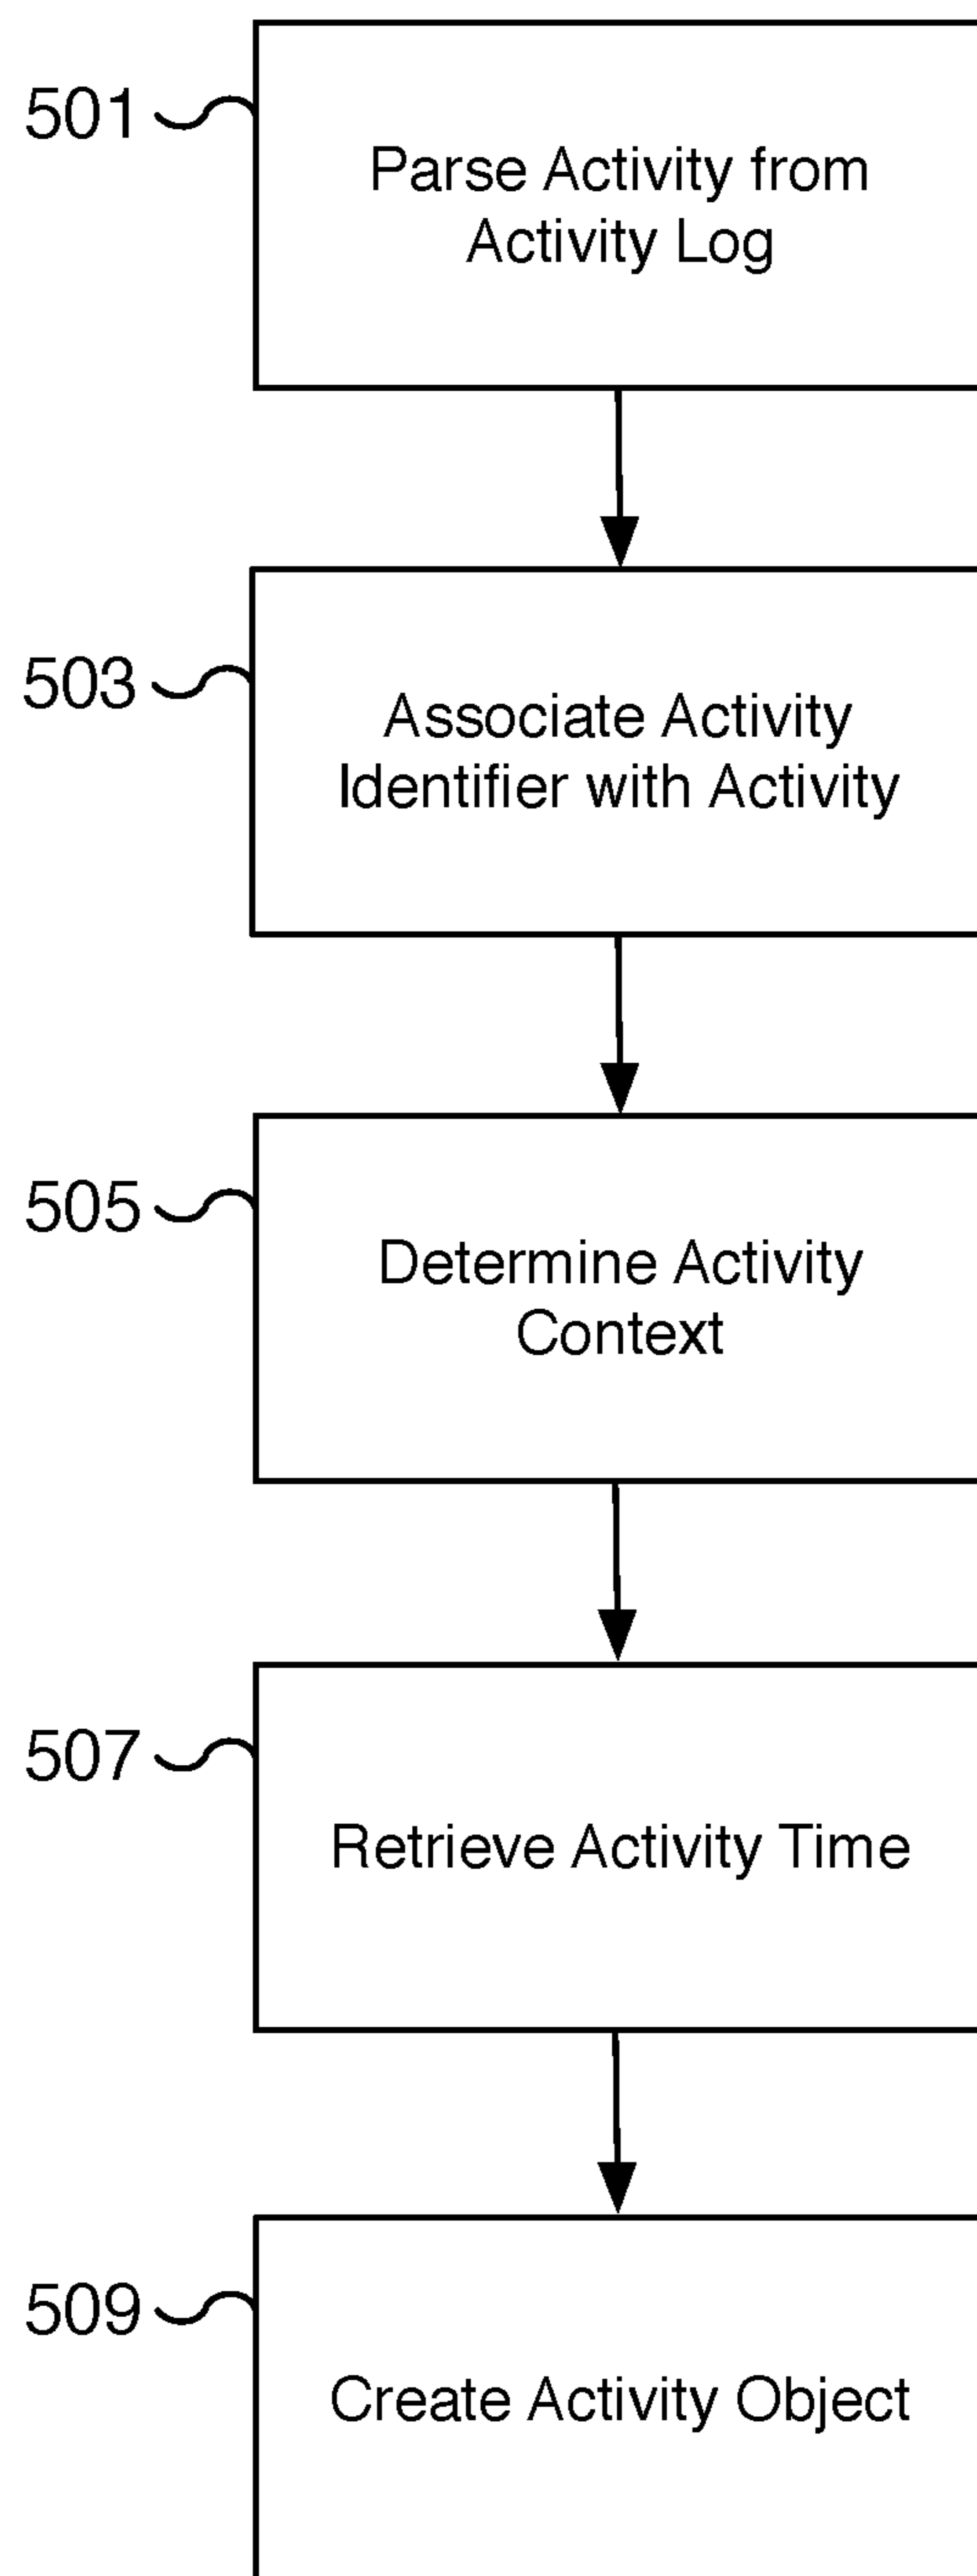 501
Parse Activity from
Activity Log
503
Associate Activity
Identifier with Activity
505
Determine Activity
Context
507
Retrieve Activity Time
509
Create Activity Object